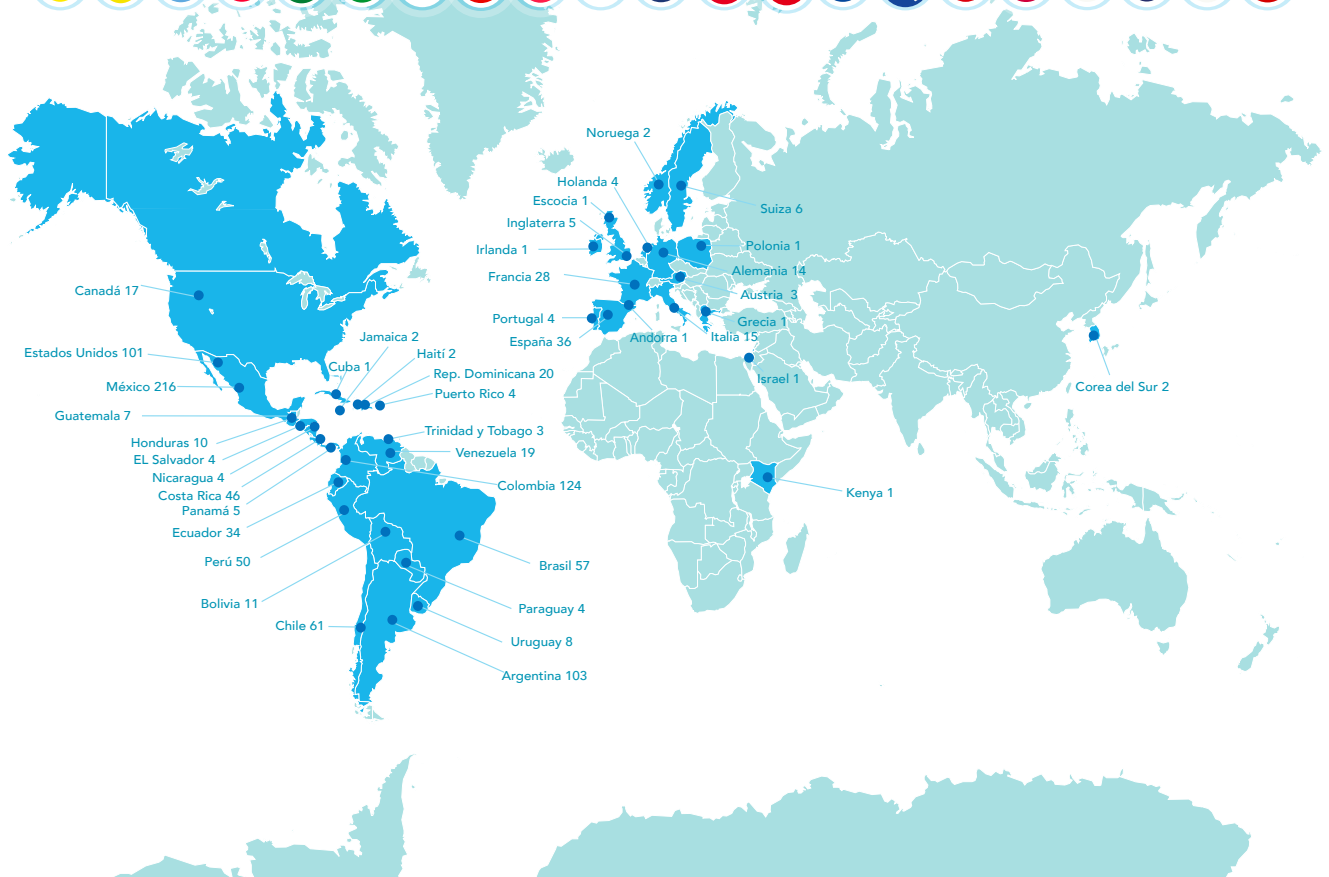 Noruega 2
Holanda 4
Escocia 1
Suiza 6
Inglaterra 5
Irlanda 1
Polonia 1
Alemania 14
Francia 28
Canadá 17
Austria 3
Portugal 4
Grecia 1
Jamaica 2
España 36
Andorra 1
Italia 15
Estados Unidos 101
Haití 2
Cuba 1
Rep. Dominicana 20
Israel 1
México 216
Corea del Sur 2
Puerto Rico 4
Guatemala 7
Trinidad y Tobago 3
Honduras 10
Venezuela 19
EL Salvador 4
Nicaragua 4
Colombia 124
Costa Rica 46
Kenya 1
Panamá 5
Ecuador 34
Perú 50
Brasil 57
Bolivia 11
Paraguay 4
Chile 61
Uruguay 8
Argentina 103